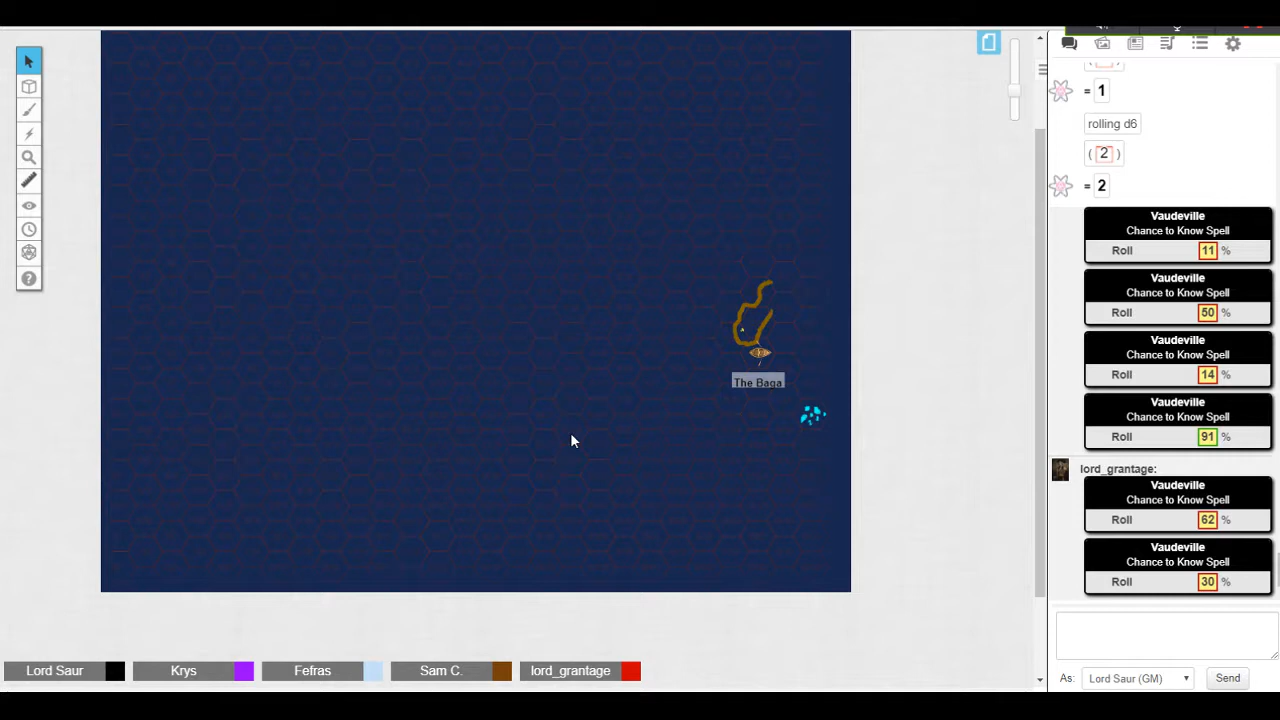 = 1
rolling d6
( 2 )
= 2
Vaudeville
Chance to Know Spell
Roll 11 %
Vaudeville
Chance to Know Spell
Roll 50 %
Vaudeville
Chance to Know Spell
Roll 14 %
Vaudeville
Chance to Know Spell
Roll 91 %
lord_grantage:
Vaudeville
Chance to Know Spell
Roll 62 %
Vaudeville
Chance to Know Spell
Roll 30 %
The Baga
Lord Saur
Krys
Fefras
Sam C.
lord_grantage
As: Lord Saur (GM)
Send